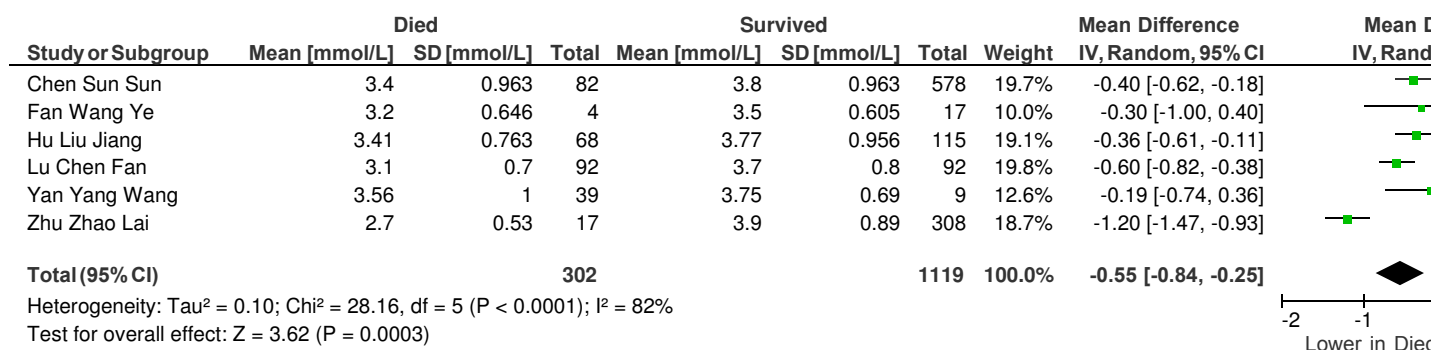 Died Survived Mean Difference Mean D
Study or Subgroup Mean [mmol/L] SD [mmol/L] Total Mean [mmol/L] SD [mmol/L] Total Weight IV, Random, 95% CI IV, Rand
Chen Sun Sun 3.4 0.963 82 3.8 0.963 578 19.7% -0.40 [-0.62, -0.18]
Fan Wang Ye 3.2 0.646 4 3.5 0.605 17 10.0% -0.30 [-1.00, 0.40]
Hu Liu Jiang 3.41 0.763 68 3.77 0.956 115 19.1% -0.36 [-0.61, -0.11]
Lu Chen Fan 3.1 0.7 92 3.7 0.8 92 19.8% -0.60 [-0.82, -0.38]
Yan Yang Wang 3.56 1 39 3.75 0.69 9 12.6% -0.19 [-0.74, 0.36]
Zhu Zhao Lai 2.7 0.53 17 3.9 0.89 308 18.7% -1.20 [-1.47, -0.93]
Total (95% CI) 302 1119 100.0% -0.55 [-0.84, -0.25]
Heterogeneity: Tau² = 0.10; Chi² = 28.16, df = 5 (P < 0.0001); I² = 82%
Test for overall effect: Z = 3.62 (P = 0.0003)
-2 -1
Lower in Died